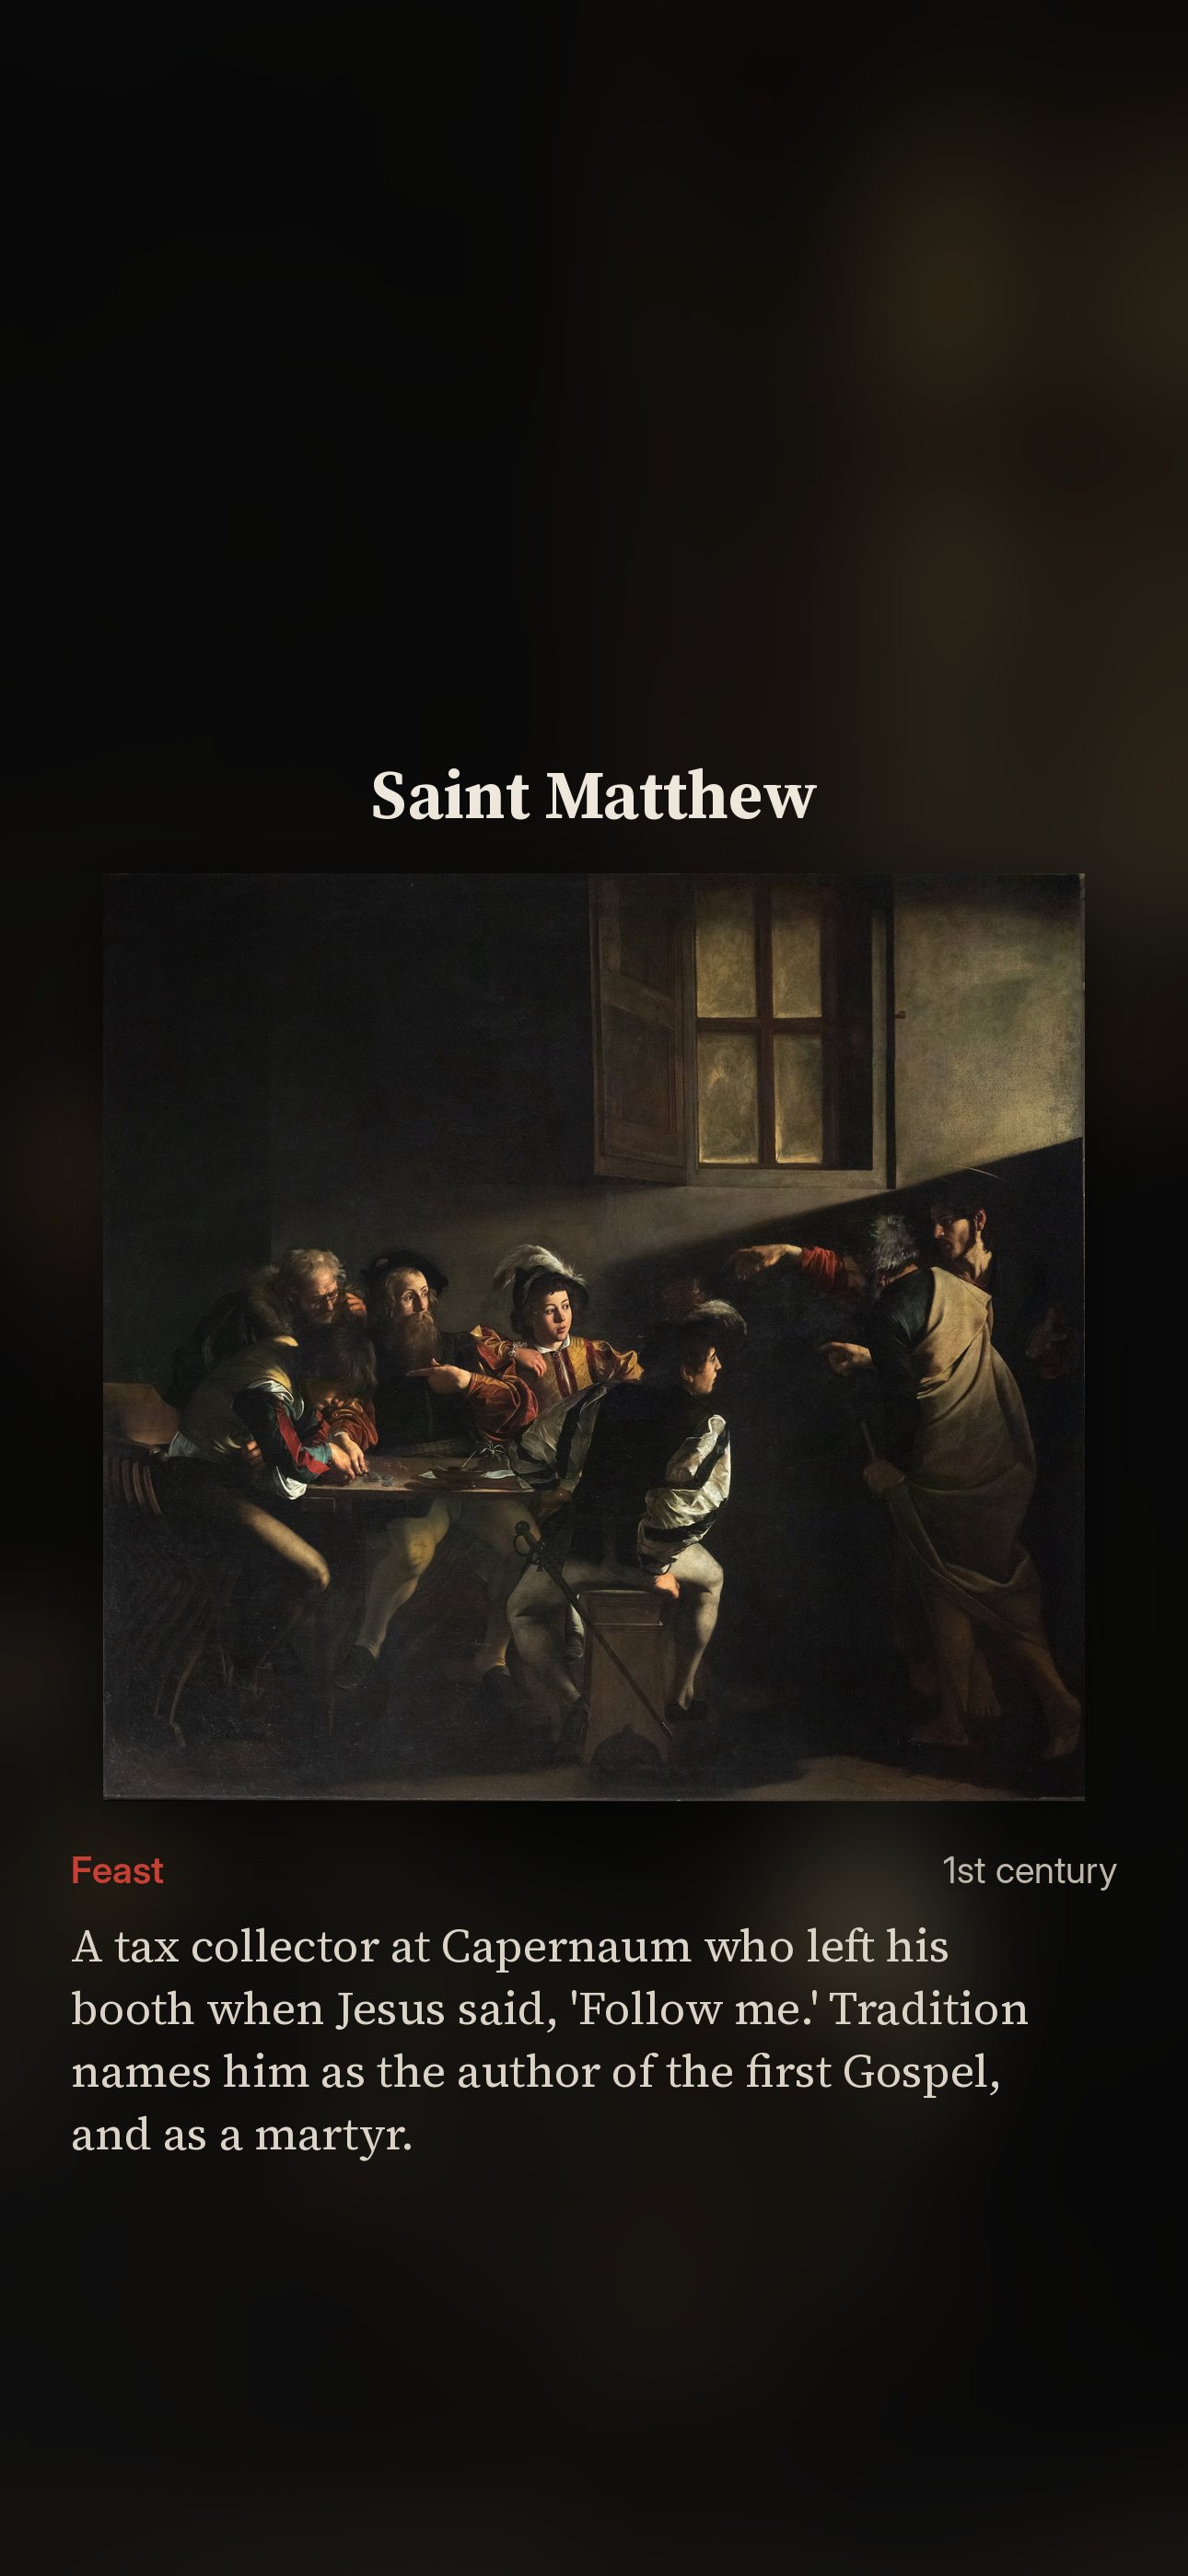 Saint Matthew
Feast
1st century
A tax collector at Capernaum who left his
booth when Jesus said, 'Follow me.' Tradition
names him as the author of the first Gospel,
and as a martyr.